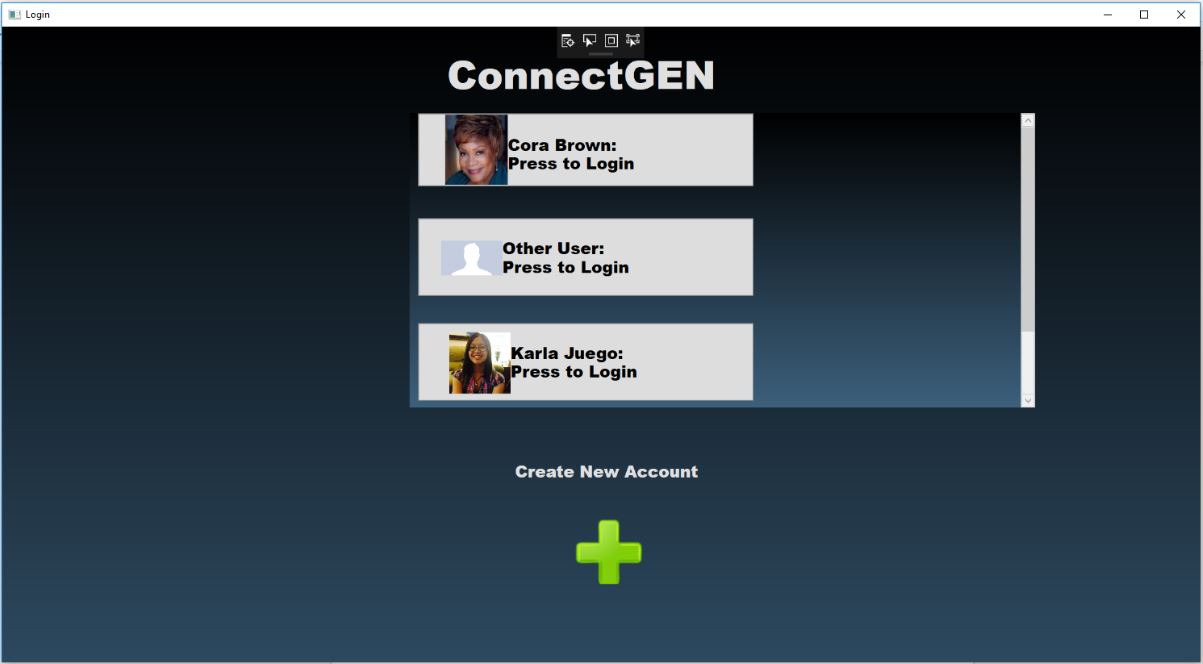 Login
ConnectGEN
Cora Brown:
Press to Login
Other User:
Press to Login
Karla Juego:
Press to Login
Create New Account